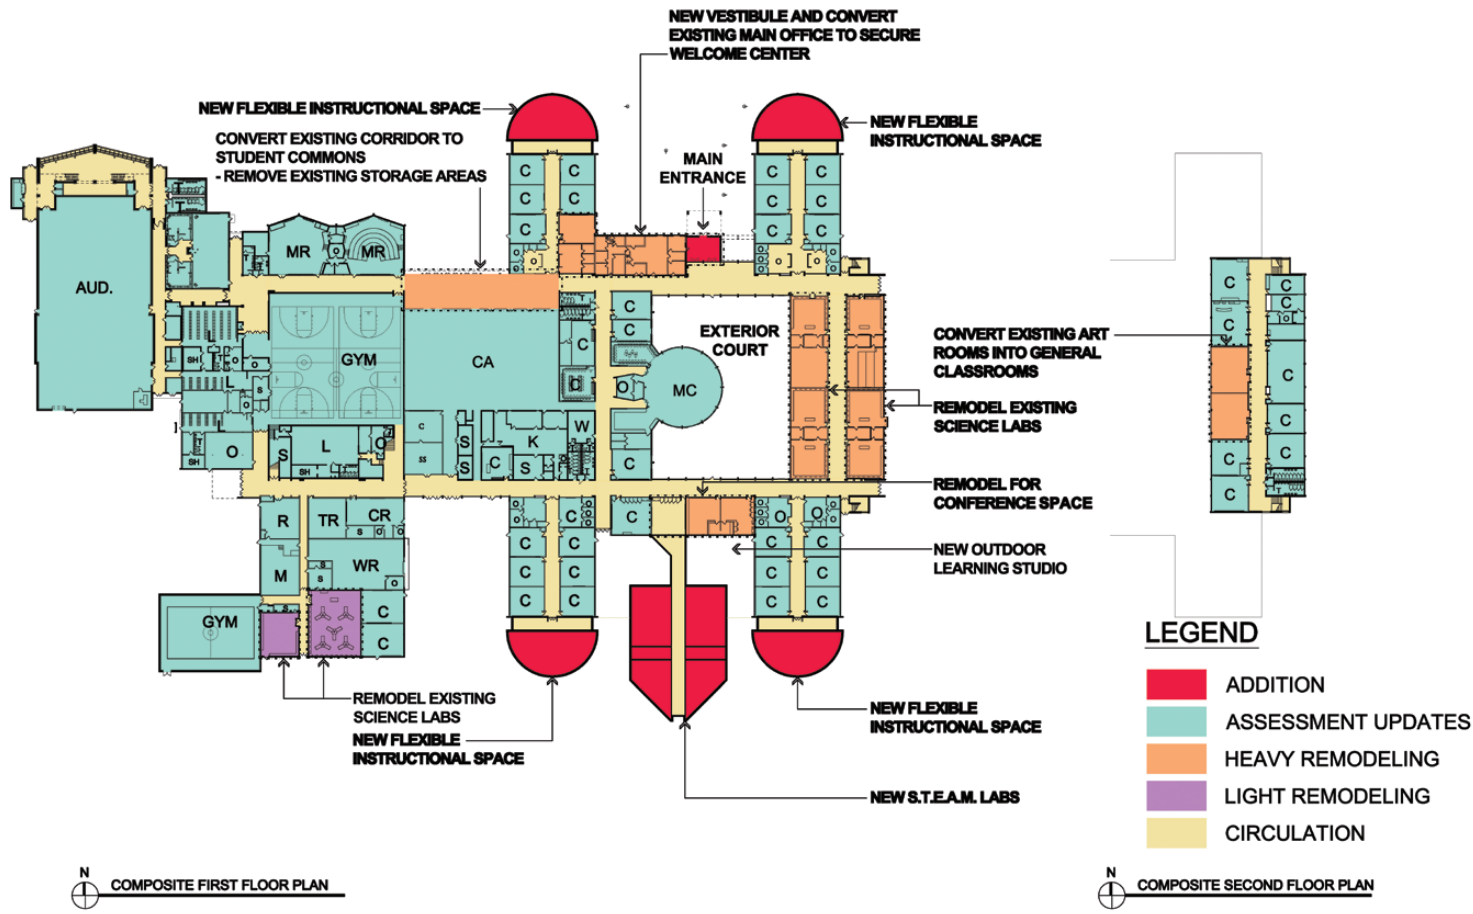 NEW VESTIBULE AND CONVERT
EXISTING MAIN OFFICE TO SECURE
WELCOME CENTER
NEW FLEXIBLE INSTRUCTIONAL SPACE
CONVERT EXISTING CORRIDOR TO
STUDENT COMMONS
- REMOVE EXISTING STORAGE AREAS
MAIN
ENTRANCE
NEW FLEXIBLE
INSTRUCTIONAL SPACE
C C
C C
C
O
C C
C C
C C
O O
T
T
MR
O
MR
T T
AUD.
L
SH T O
O
L
S
O
T
SH O
GYM
CA
C
C
C
C
O
MC
EXTERIOR
COURT
C
SS
S
S
S
K
W
C S
T T
C
S
L
SH
O
CONVERT EXISTING ART
ROOMS INTO GENERAL
CLASSROOMS
REMODEL EXISTING
SCIENCE LABS
REMODEL FOR
CONFERENCE SPACE
NEW OUTDOOR
LEARNING STUDIO
R TR CR
S
M WR
S
S
O
S
GYM
C
C
C
C C
C C
C C
C
O O
C C
C C
C C
REMODEL EXISTING
SCIENCE LABS
NEW FLEXIBLE
INSTRUCTIONAL SPACE
NEW FLEXIBLE
INSTRUCTIONAL SPACE
NEW S.T.E.A.M. LABS
C
C
C
C
C
C
C
C
C
T
LEGEND
ADDITION
ASSESSMENT UPDATES
HEAVY REMODELING
LIGHT REMODELING
CIRCULATION
N
COMPOSITE FIRST FLOOR PLAN
N
COMPOSITE SECOND FLOOR PLAN